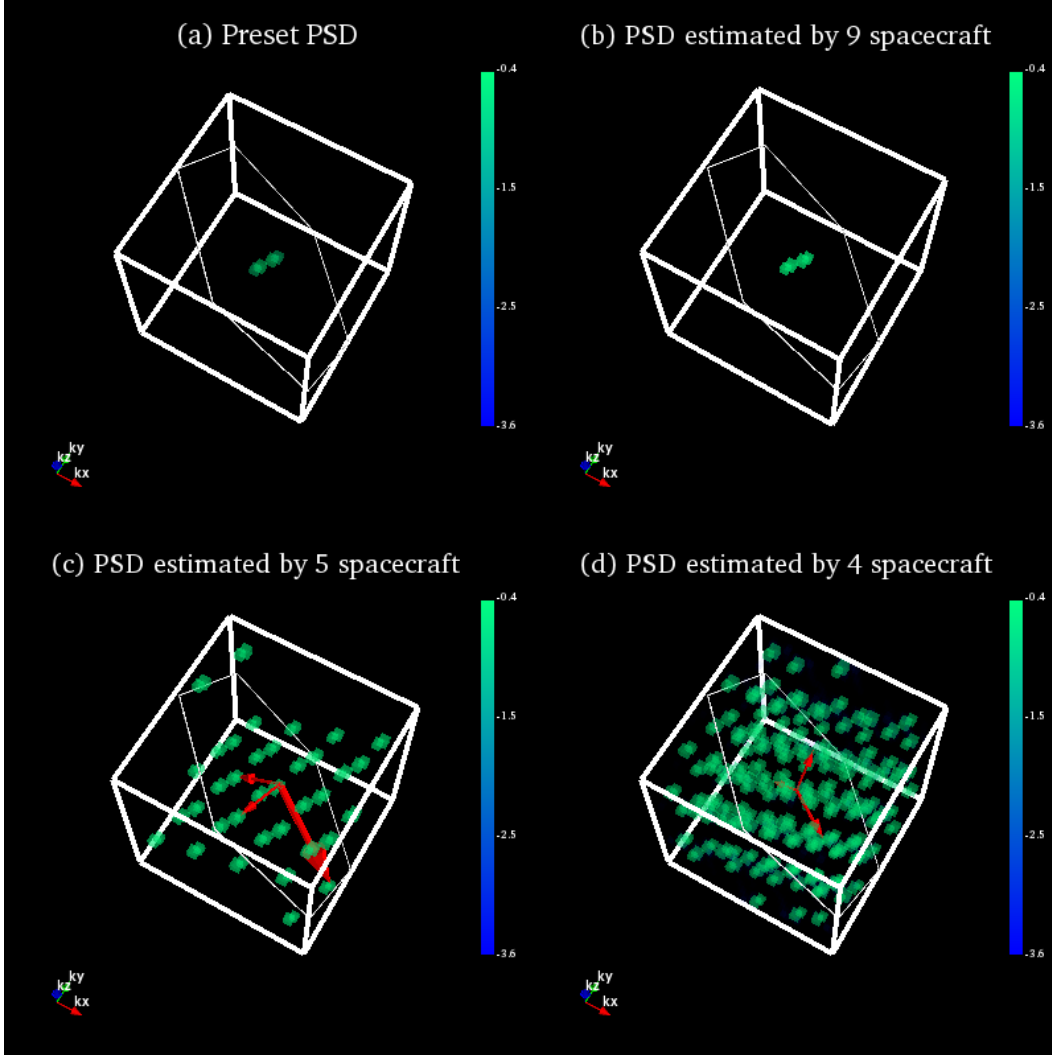 (a) Preset PSD
(b) PSD estimated by 9 spacecraft
-0.4
-1.5
-2.5
-3.6
ky
kz
kx
-0.4
-1.5
-2.5
-3.6
ky
kz
kx
(c) PSD estimated by 5 spacecraft
(d) PSD estimated by 4 spacecraft
-0.4
-1.5
-2.5
-3.6
ky
kz
kx
-0.4
-1.5
-2.5
-3.6
ky
kz
kx